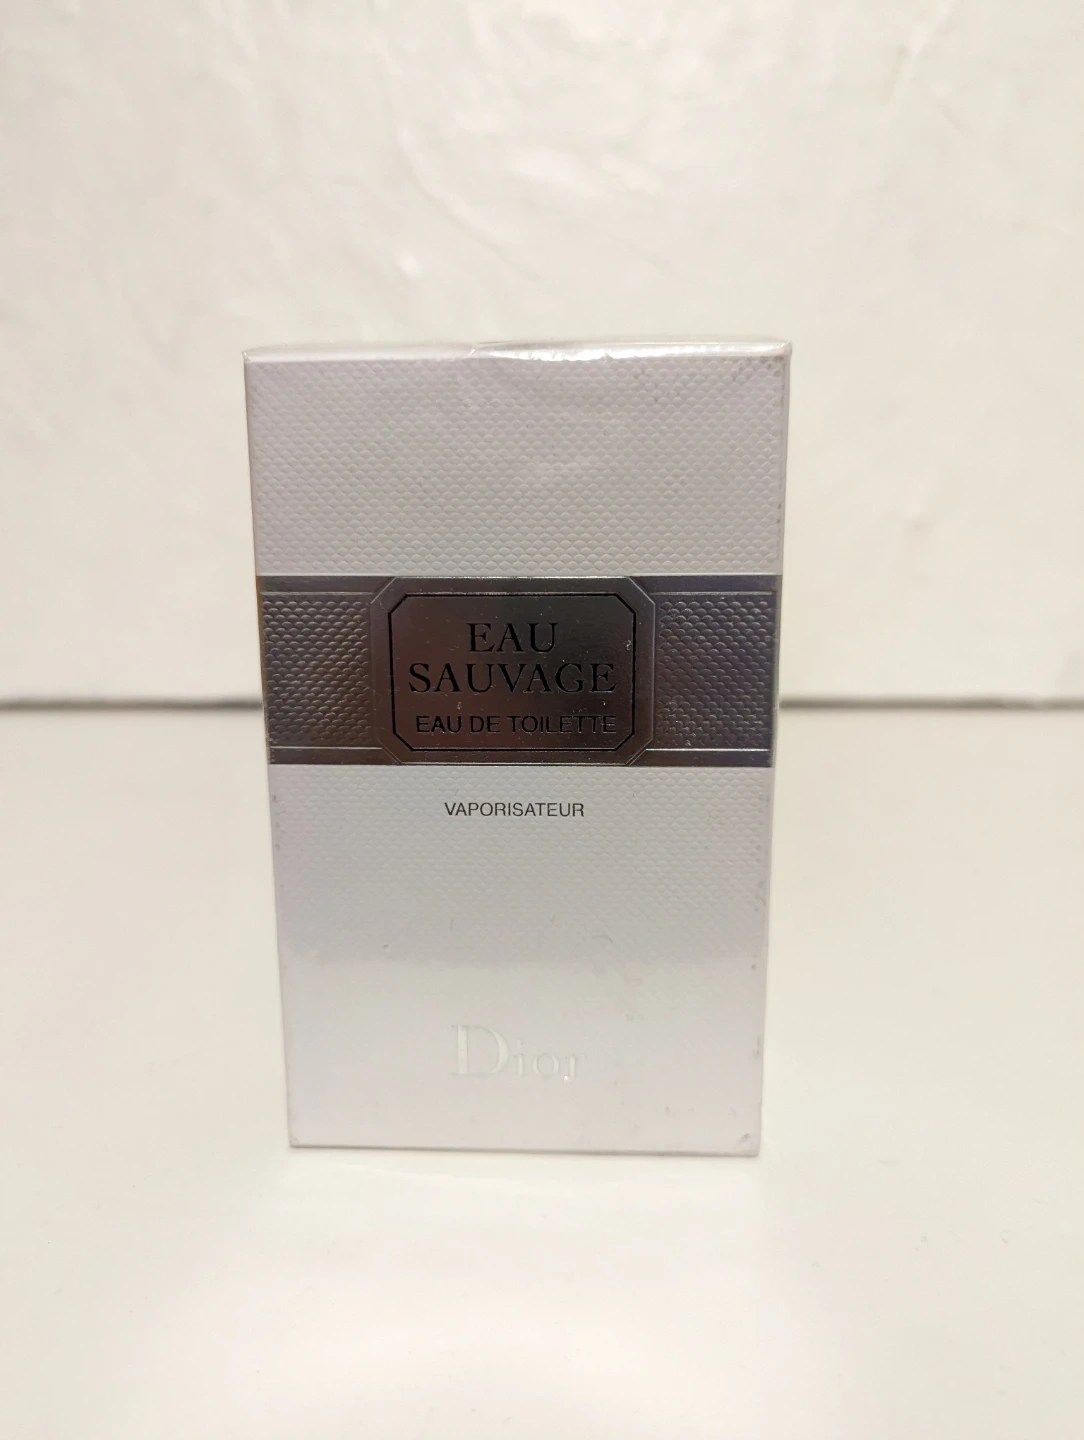 EAU
SAUVAGE
EAU DE TOILETTE
VAPORISATEUR
Dior